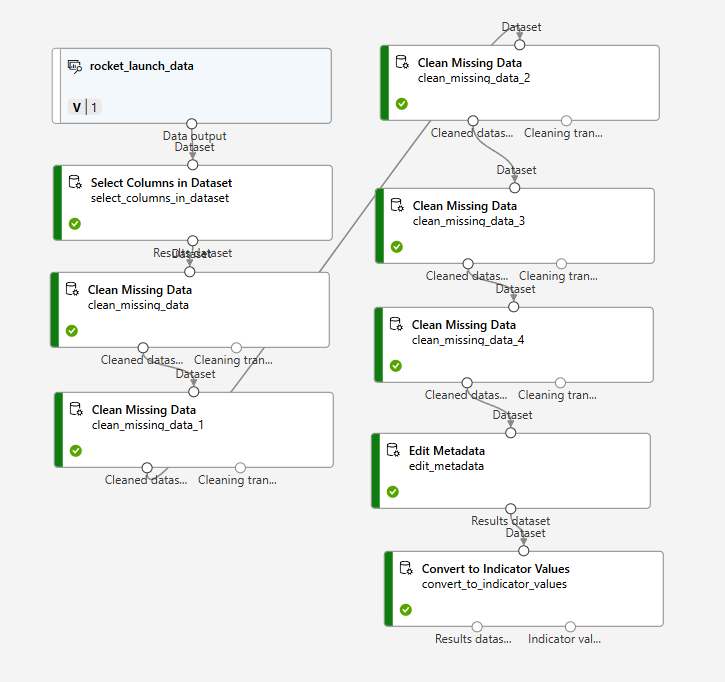 rocket_launch_data
V 1
Data output
Dataset
Select Columns in Dataset
select_columns_in_dataset
Results dataset
Dataset
Clean Missing Data
clean_missing_data
Cleaned datas... Cleaning tran...
Dataset
Clean Missing Data
clean_missing_data_1
Cleaned datas... Cleaning tran...
Dataset
Clean Missing Data
clean_missing_data_2
Cleaned datas... Cleaning tran...
Dataset
Clean Missing Data
clean_missing_data_3
Cleaned datas... Cleaning tran...
Dataset
Clean Missing Data
clean_missing_data_4
Cleaned datas... Cleaning tran...
Dataset
Edit Metadata
edit_metadata
Results dataset
Dataset
Convert to Indicator Values
convert_to_indicator_values
Results datas... Indicator val...